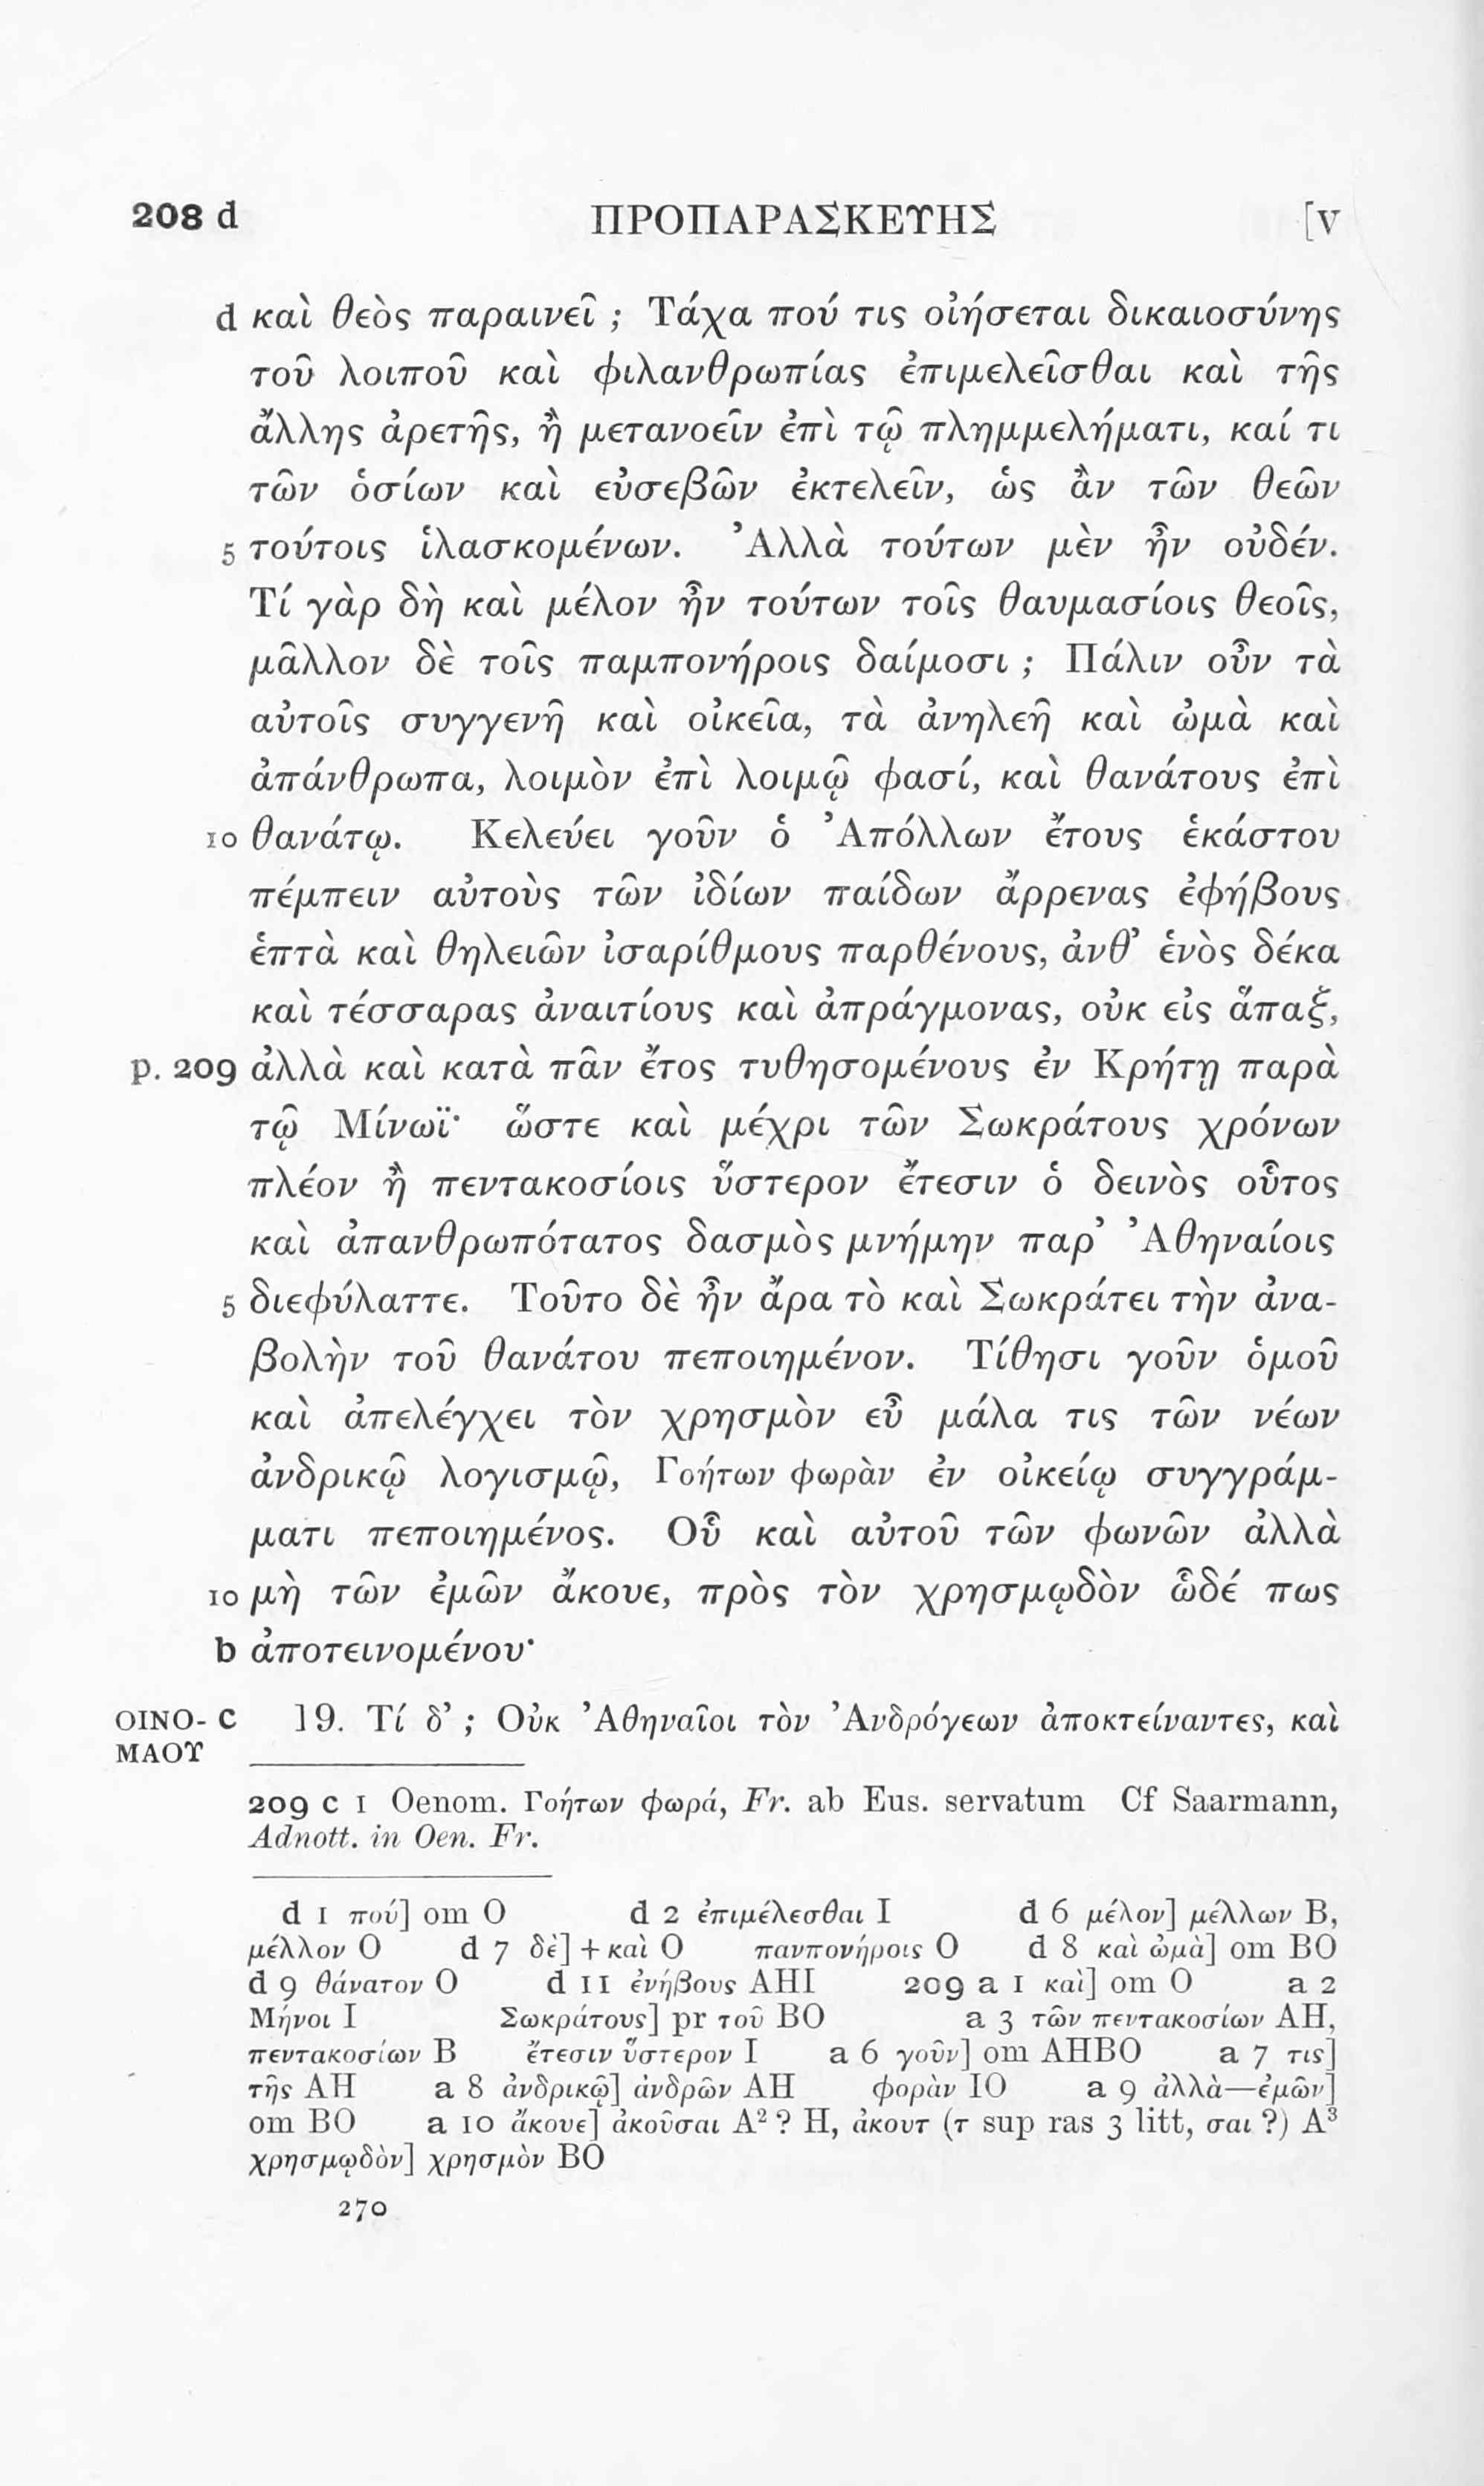 208 d ΠΡΟΠΑΡΑΣΚΕΥΗΣ [V
d καὶ θεὸς παραινεῖ ; Τάχα πού τις οἰήσεται δικαιοσύνης
τοῦ λοιποῦ καὶ φιλανθρωπίας ἐπιμελεῖσθαι καὶ τῆς
ἄλλης ἀρετῆς, ἢ μετανοεῖν ἐπὶ τῷ πλημμελήματι, καί τι
τῶν ὁσίων καὶ εὐσεβῶν ἐκτελεῖν, ὡς ἂν τῶν θεῶν
5 τούτοις ἱλασκομένων. Ἀλλὰ τούτων μὲν ἦν οὐδέν.
Τί γὰρ δὴ καὶ μέλον ἦν τούτων τοῖς θαυμασίοις θεοῖς,
μᾶλλον δὲ τοῖς παμπονήροις δαίμοσι ; Πάλιν οὖν τὰ
αὐτοῖς συγγενῆ καὶ οἰκεῖα, τὰ ἀνηλεῆ καὶ ὠμὰ καὶ
ἀπάνθρωπα, λοιμὸν ἐπὶ λοιμῷ φασί, καὶ θανάτους ἐπὶ
10 θανάτῳ. Κελεύει γοῦν ὁ Ἀπόλλων ἔτους ἑκάστου
πέμπειν αὐτοὺς τῶν ἰδίων παίδων ἄρρενας ἐφήβους
ἑπτὰ καὶ θηλειῶν ἰσαρίθμους παρθένους, ἀνθ’ ἑνὸς δέκα
καὶ τέσσαρας ἀναιτίους καὶ ἀπράγμονας, οὐκ εἰς ἅπαξ,
p. 209 ἀλλὰ καὶ κατὰ πᾶν ἔτος τυθησομένους ἐν Κρήτῃ παρὰ
τῷ Μίνωϊ· ὥστε καὶ μέχρι τῶν Σωκράτους χρόνων
πλέον ἢ πεντακοσίοις ὕστερον ἔτεσιν ὁ δεινὸς οὗτος
καὶ ἀπανθρωπότατος δασμὸς μνήμην παρ’ Ἀθηναίοις
5 διεφύλαττε. Τοῦτο δὲ ἦν ἄρα τὸ καὶ Σωκράτει τὴν ἀνα-
βολὴν τοῦ θανάτου πεποιημένον. Τίθησι γοῦν ὁμοῦ
καὶ ἀπελέγχει τὸν χρησμὸν εὖ μάλα τις τῶν νέων
ἀνδρικῷ λογισμῷ, Γοήτων φωρὰν ἐν οἰκείῳ συγγράμ-
ματι πεποιημένος. Οὗ καὶ αὐτοῦ τῶν φωνῶν ἀλλὰ
10 μὴ τῶν ἐμῶν ἄκουε, πρὸς τὸν χρησμῳδὸν ὧδέ πως
b ἀποτεινομένου·
ΟΙΝΟ- c 19. Τί δ’ ; Οὐκ Ἀθηναῖοι τὸν Ἀνδρόγεων ἀποκτείναντες, καὶ
ΜΑΟΥ
209 c 1 Oenom. Γοήτων φωρά, Fr. ab Eus. servatum Cf Saarmann,
Adnott. in Oen. Fr.
d 1 πού] om O d 2 ἐπιμέλεσθαι I d 6 μέλον] μέλλων B,
μέλλον O d 7 δὲ] + καὶ O πανπονήροις O d 8 καὶ ὠμὰ] om BO
d 9 θάνατον O d 11 ἐνήβους AHI 209 a 1 καὶ] om O a 2
Μήνοι I Σωκράτους] pr τοῦ BO a 3 τῶν πεντακοσίων AH,
πεντακοσίων B ἔτεσιν ὕστερον I a 6 γοῦν] om AHBO a 7 τις]
τῆς AH a 8 ἀνδρικῷ] ἀνδρῶν AH φορὰν IO a 9 ἀλλὰ—ἐμῶν]
om BO a 10 ἄκουε] ἀκοῦσαι A² ? H, ἀκουτ (τ sup ras 3 litt, σαι ?) A³
χρησμῳδὸν] χρησμὸν BO
270